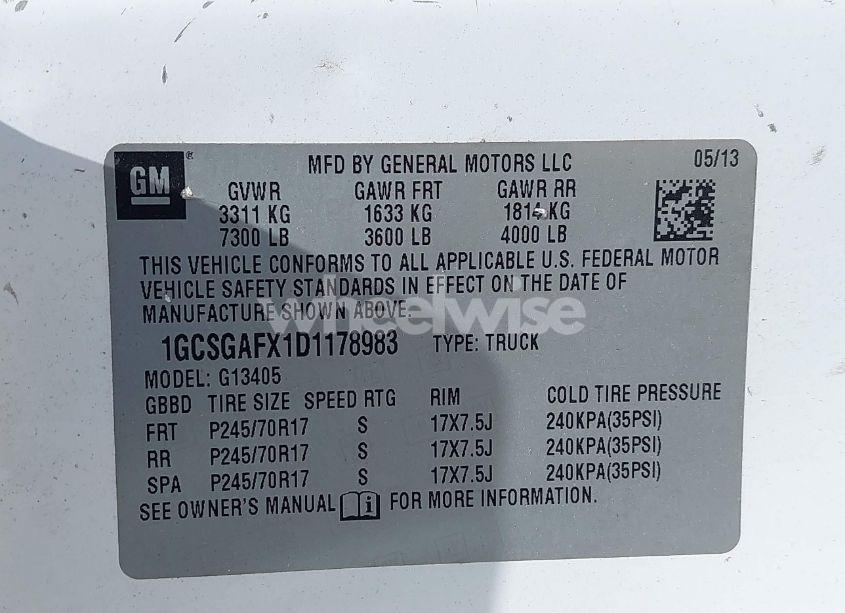 GM ®
MFD BY GENERAL MOTORS LLC 05/13
GVWR GAWR FRT GAWR RR
3311 KG 1633 KG 1814 KG
7300 LB 3600 LB 4000 LB
THIS VEHICLE CONFORMS TO ALL APPLICABLE U.S. FEDERAL MOTOR
VEHICLE SAFETY STANDARDS IN EFFECT ON THE DATE OF
MANUFACTURE SHOWN ABOVE.
wheelwise
1GCSGAFX1D1178983 TYPE: TRUCK
MODEL: G13405
GBBD TIRE SIZE SPEED RTG RIM COLD TIRE PRESSURE
FRT P245/70R17 S 17X7.5J 240KPA(35PSI)
RR P245/70R17 S 17X7.5J 240KPA(35PSI)
SPA P245/70R17 S 17X7.5J 240KPA(35PSI)
SEE OWNER'S MANUAL i FOR MORE INFORMATION.